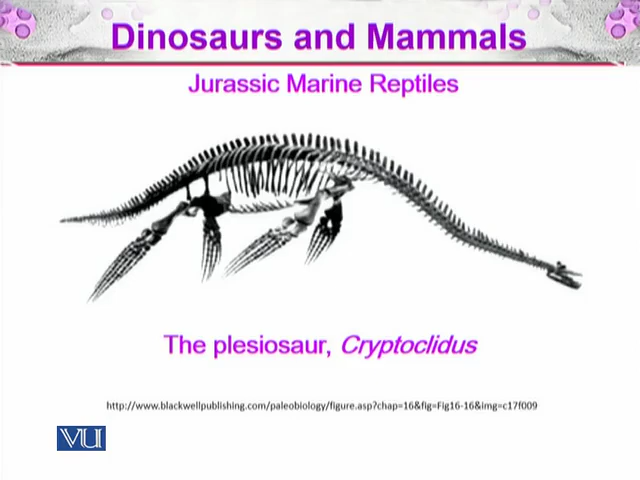 Dinosaurs and Mammals
Jurassic Marine Reptiles
The plesiosaur, Cryptoclidus
http://www.blackwellpublishing.com/paleobiology/figure.asp?chap=16&fig=Fig16-16&img=c17f009
VU